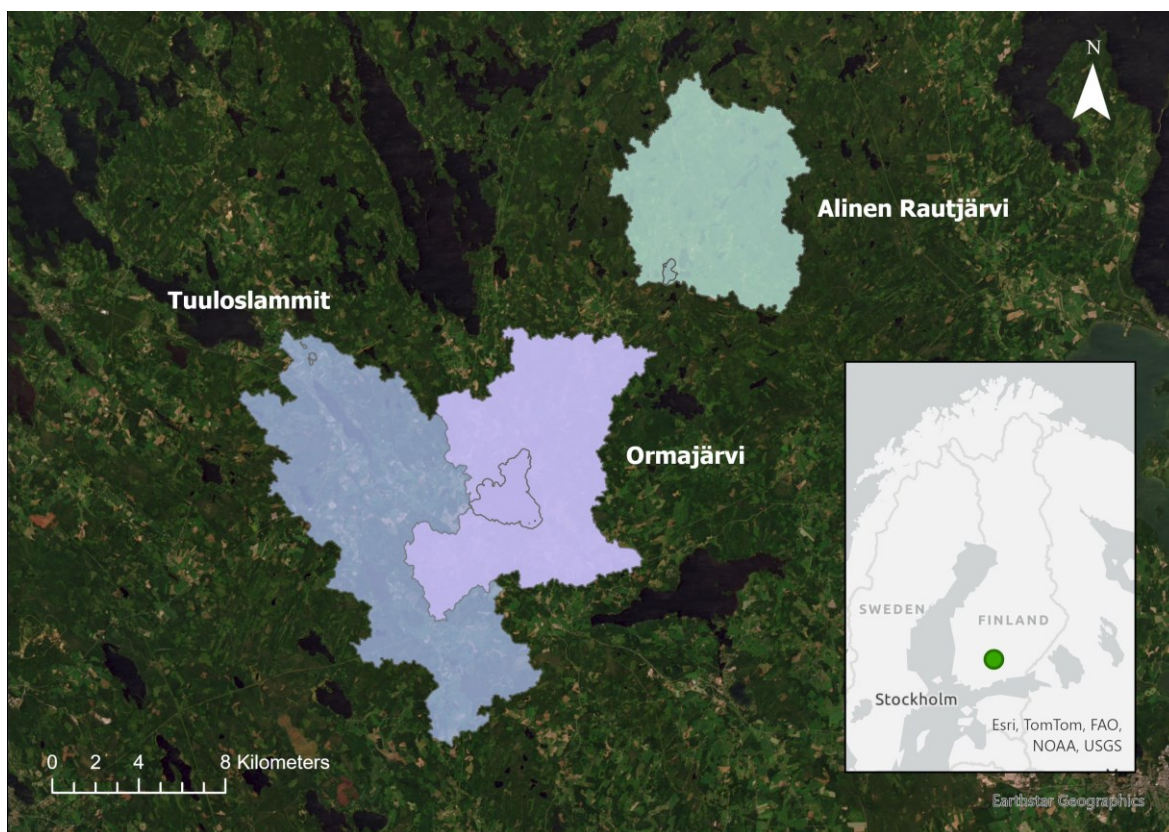 N
Alinen Rautjärvi
Tuuloslammit
Ormajärvi
SWEDEN
FINLAND
Stockholm
Esri, TomTom, FAO,
NOAA, USGS
0 2 4 8 Kilometers
Earthstar Geographics